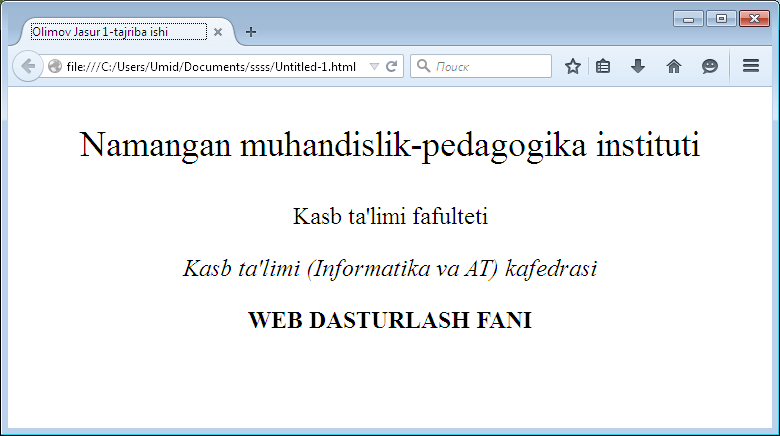 Olimov Jasur 1-tajriba ishi
file:///C:/Users/Umid/Documents/ssss/Untitled-1.html
Поиск
Namangan muhandislik-pedagogika instituti
Kasb ta'limi fafulteti
Kasb ta'limi (Informatika va AT) kafedrasi
WEB DASTURLASH FANI